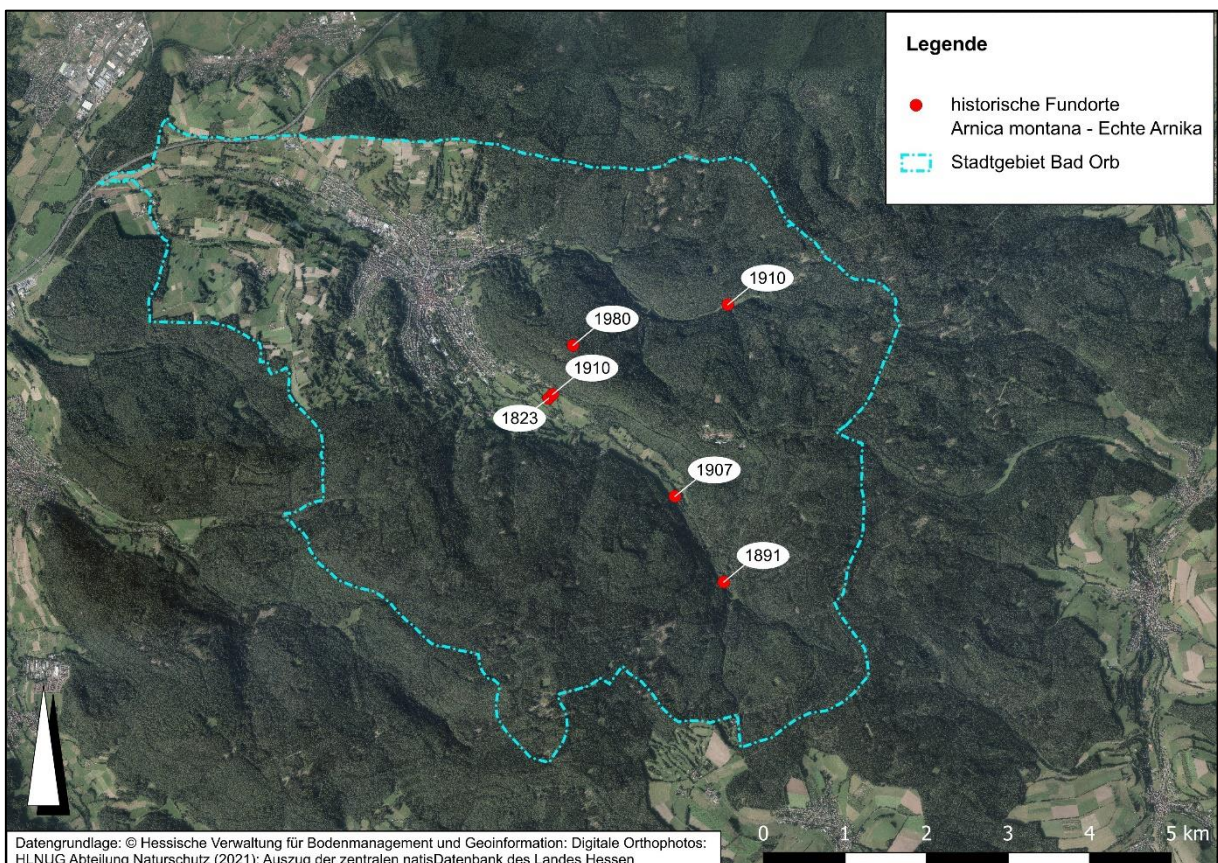 Legende
historische Fundorte
Arnica montana - Echte Arnika
Stadtgebiet Bad Orb
1910
1980
1910
1823
1907
1891
0 1 2 3 4 5 km
Datengrundlage: © Hessische Verwaltung für Bodenmanagement und Geoinformation: Digitale Orthophotos:
HLNUG Abteilung Naturschutz (2021): Auszug der zentralen natisDatenbank des Landes Hessen